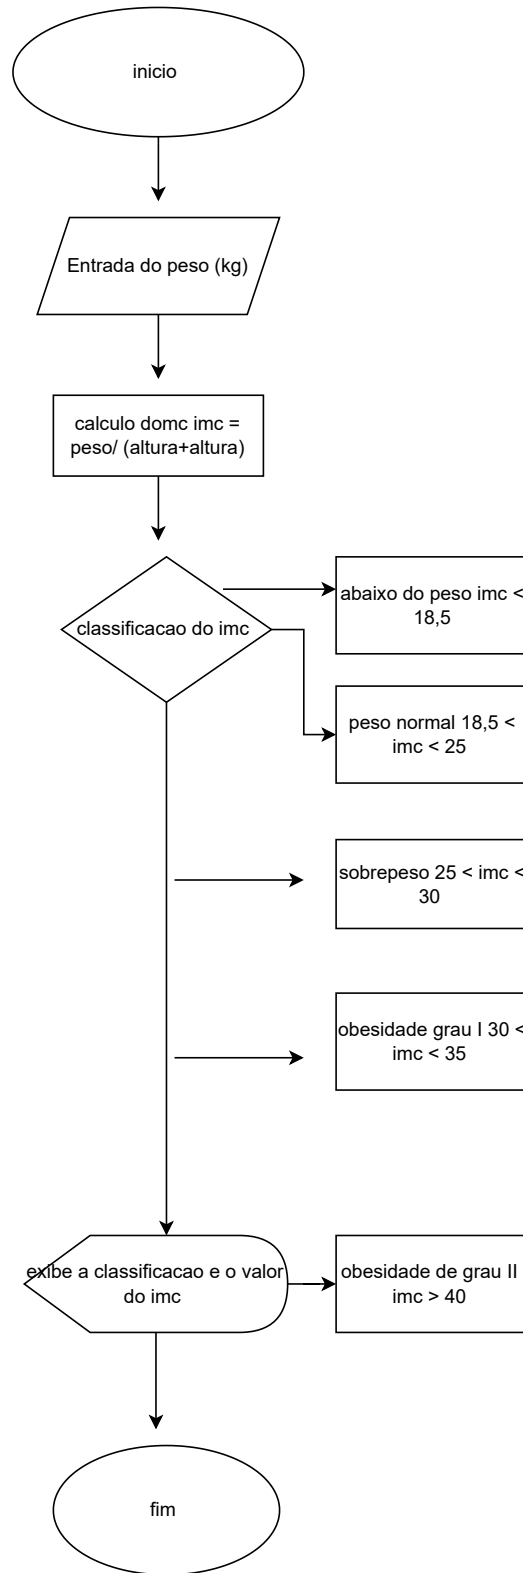 inicio
Entrada do peso (kg)
calculo domc imc =
peso/ (altura+altura)
classificacao do imc
abaixo do peso imc <
18,5
peso normal 18,5 <
imc < 25
sobrepeso 25 < imc <
30
obesidade grau I 30 <
imc < 35
exibe a classificacao e o valor
do imc
obesidade de grau II
imc > 40
fim